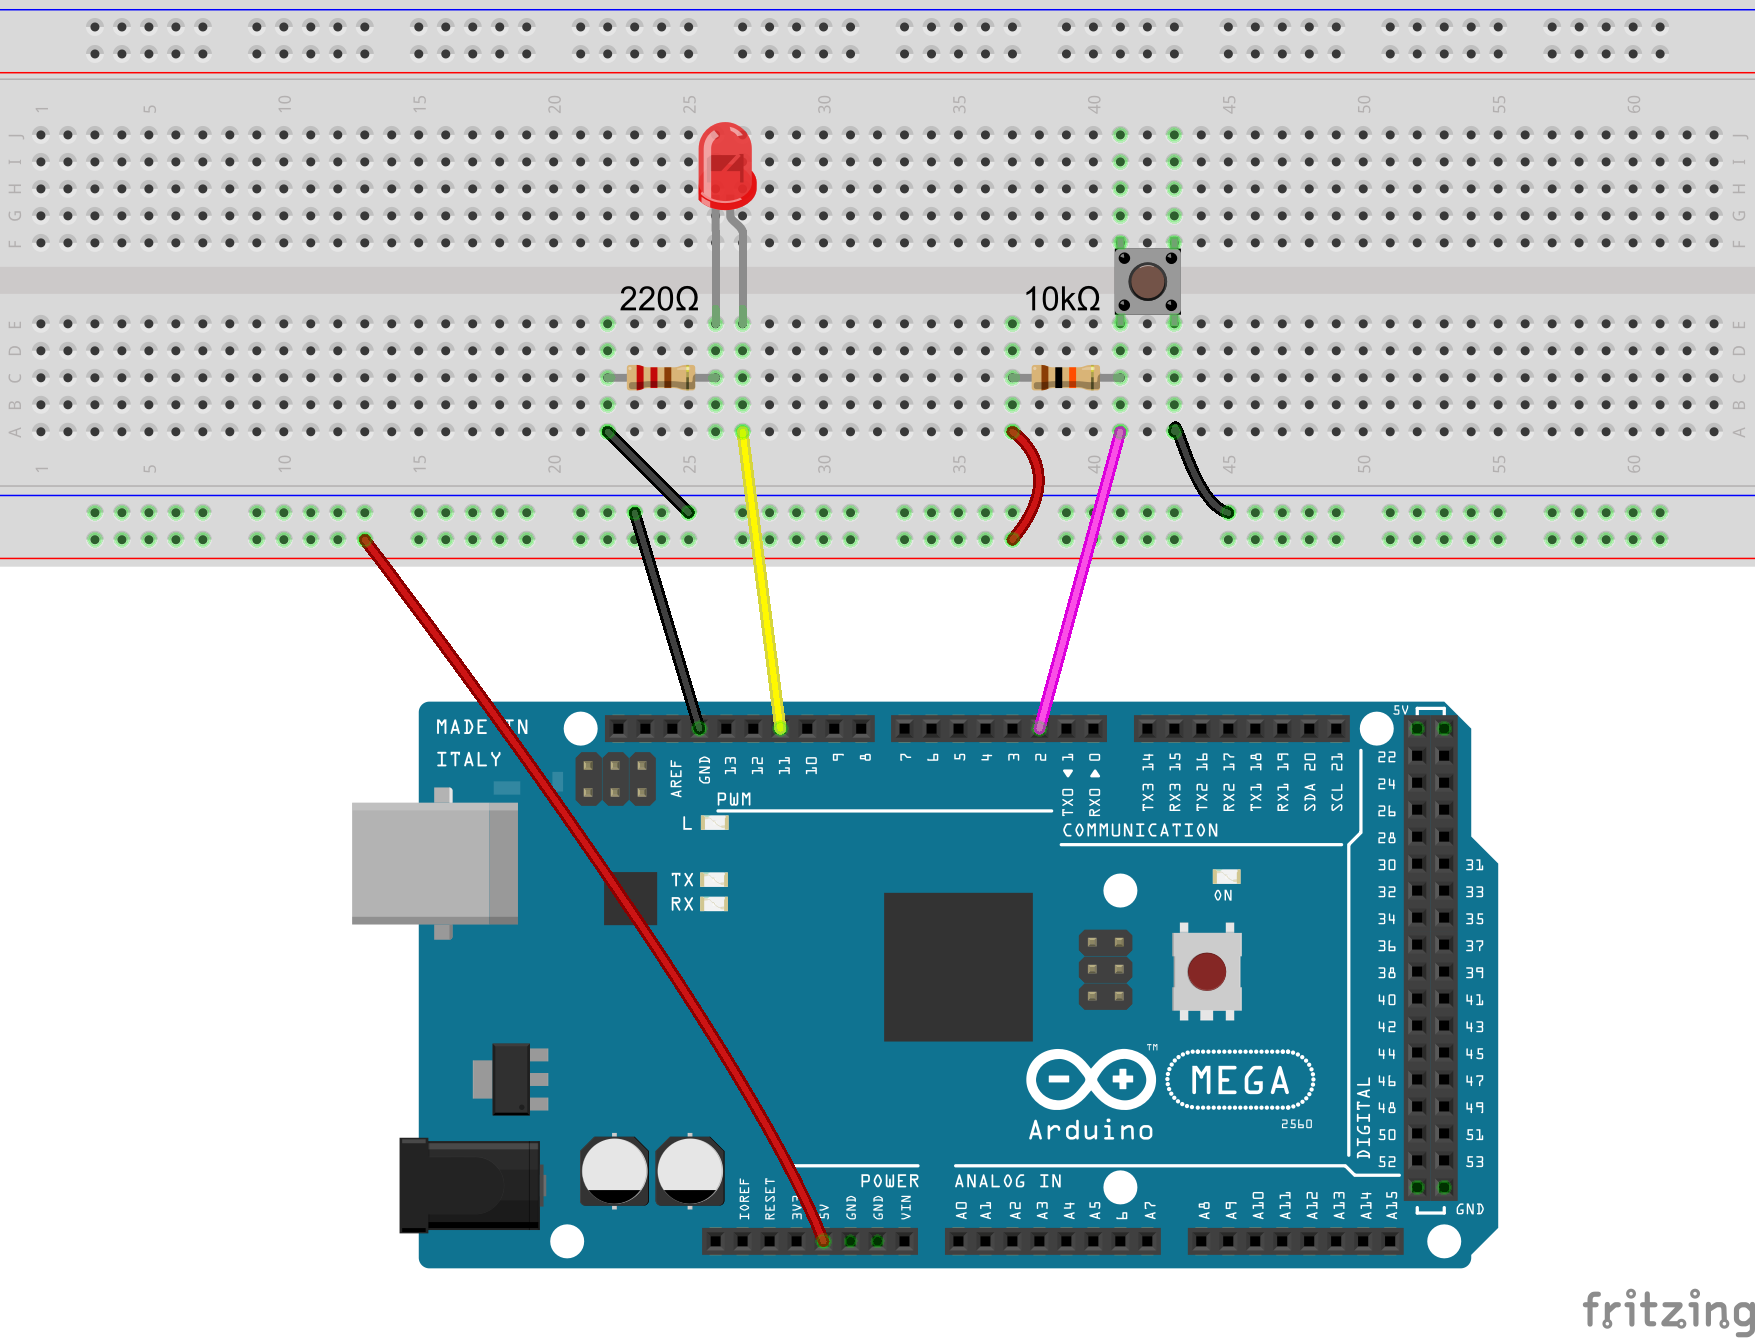 1 5 10 15 20 25 30 35 40 45 50 55 60
J J
I I
H H
G G
F F
220Ω 10kΩ
E E
D D
C C
B B
A A
1 5 10 15 20 25 30 35 40 45 50 55 60
MADE IN
ITALY
AREF GND 13 12 11 10 9 8 7 6 5 4 3 2 TX0 1 RX0 0 TX3 14 RX3 15 TX2 16 RX2 17 TX1 18 RX1 19 SDA 20 SCL 21
PWM
COMMUNICATION
L
TX
RX
ON
5V
22
24
26
28
30 31
32 33
34 35
36 37
38 39
40 41
42 43
44 45
46 47
48 49
50 51
52 53
GND
DIGITAL
TM
MEGA
2560
Arduino
POWER
ANALOG IN
IOREF RESET 3V3 5V GND GND VIN A0 A1 A2 A3 A4 A5 6 A7 A8 A9 A10 A11 A12 A13 A14 A15
fritzing